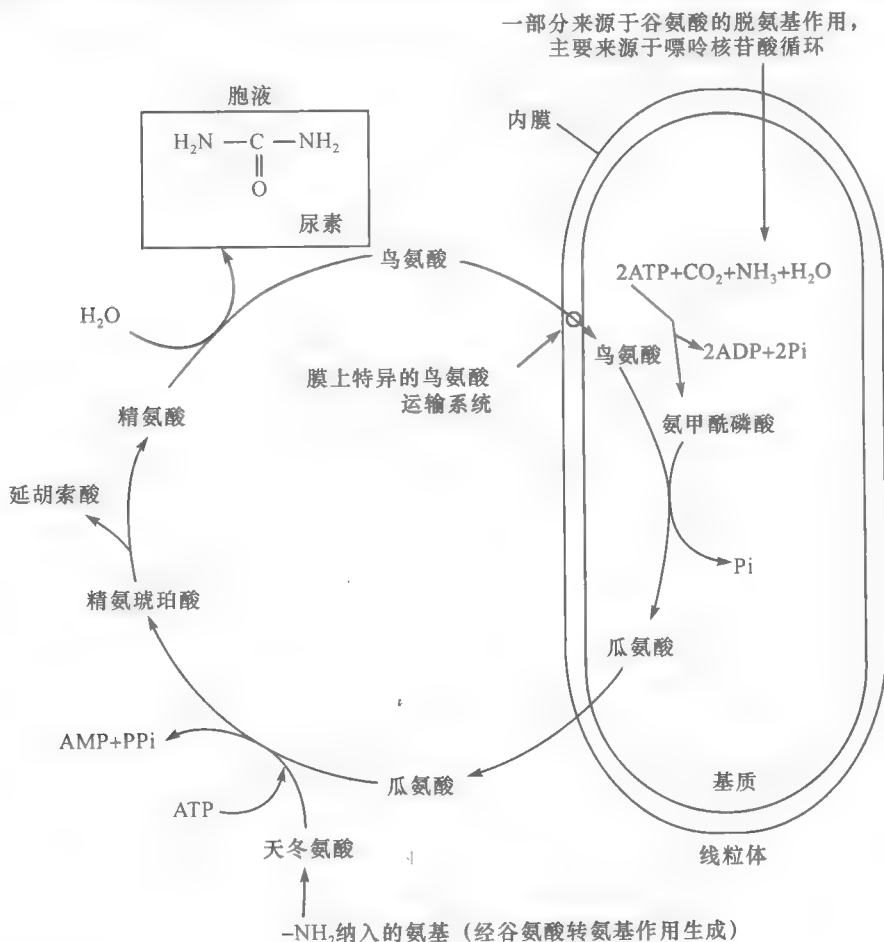 一部分来源于谷氨酸的脱氨基作用，
主要来源于嘌呤核苷酸循环
胞液
内膜
H₂N — C — NH₂
||
O
尿素
鸟氨酸
2ATP+CO₂+NH₃+H₂O
H₂O
鸟氨酸
2ADP+2Pi
膜上特异的鸟氨酸
运输系统
精氨酸
氨甲酰磷酸
延胡索酸
Pi
精氨琥珀酸
瓜氨酸
AMP+PPi
瓜氨酸
基质
ATP
天冬氨酸
线粒体
–NH₂纳入的氨基（经谷氨酸转氨基作用生成）